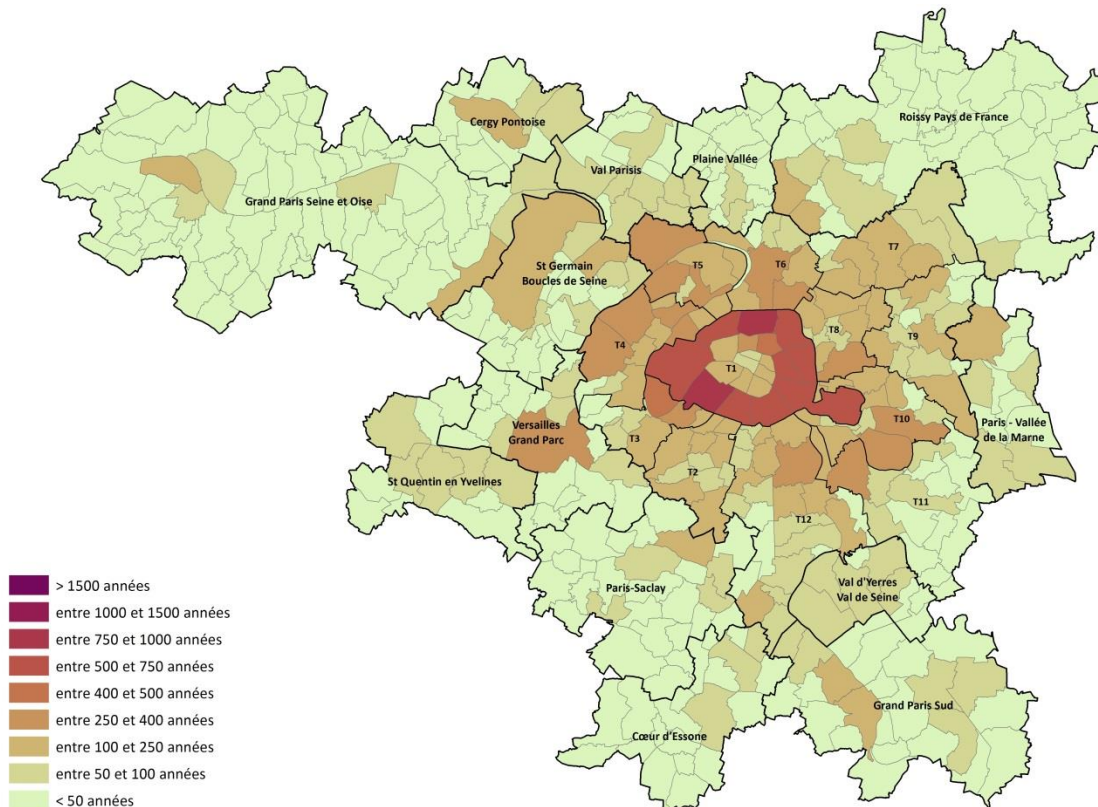 Cergy Pontoise
Roissy Pays de France
Val Parisis
Plaine Vallée
Grand Paris Seine et Oise
T7
St Germain
Boucles de Seine
T5
T6
T8
T9
T4
T1
Versailles
Grand Parc
T3
T10
Paris - Vallée
de la Marne
T2
St Quentin en Yvelines
T11
T12
Paris-Saclay
Val d'Yerres
Val de Seine
Grand Paris Sud
Cœur d'Essone
> 1500 années
entre 1000 et 1500 années
entre 750 et 1000 années
entre 500 et 750 années
entre 400 et 500 années
entre 250 et 400 années
entre 100 et 250 années
entre 50 et 100 années
< 50 années